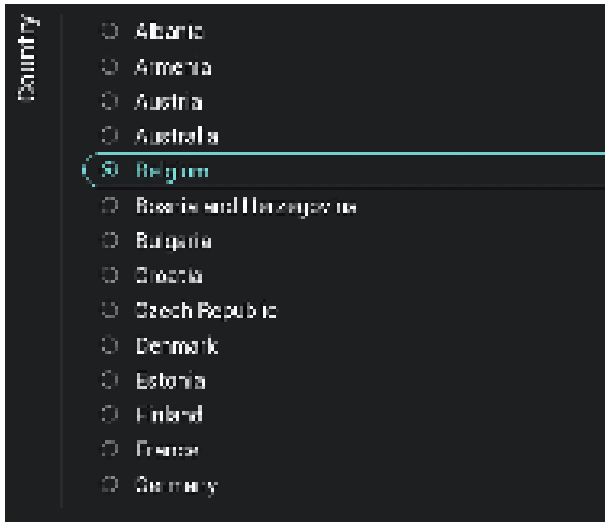 Country
Albania
Armenia
Austria
Australia
Belgium
Bosnia and Herzegovina
Bulgaria
Croatia
Czech Republic
Denmark
Estonia
Finland
France
Germany